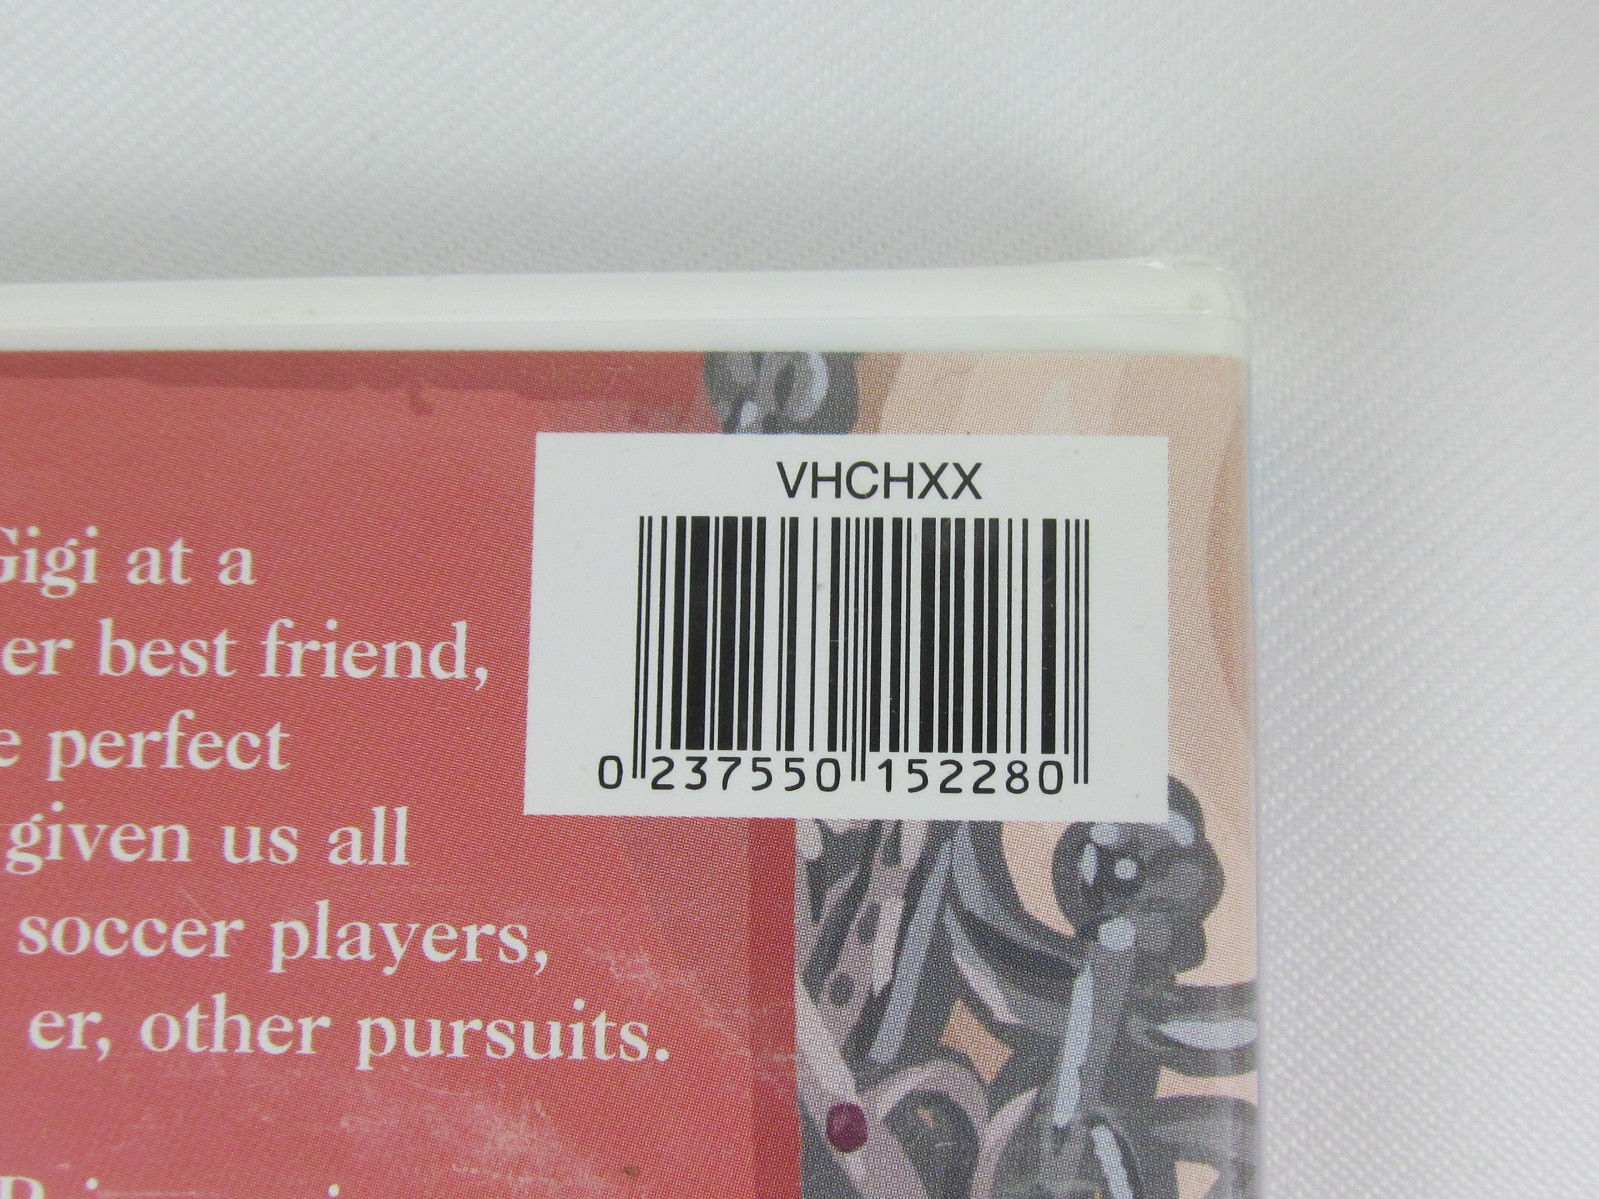 VHCHXX
0 237550 152280
Gigi at a
er best friend,
e perfect
given us all
soccer players,
er, other pursuits.